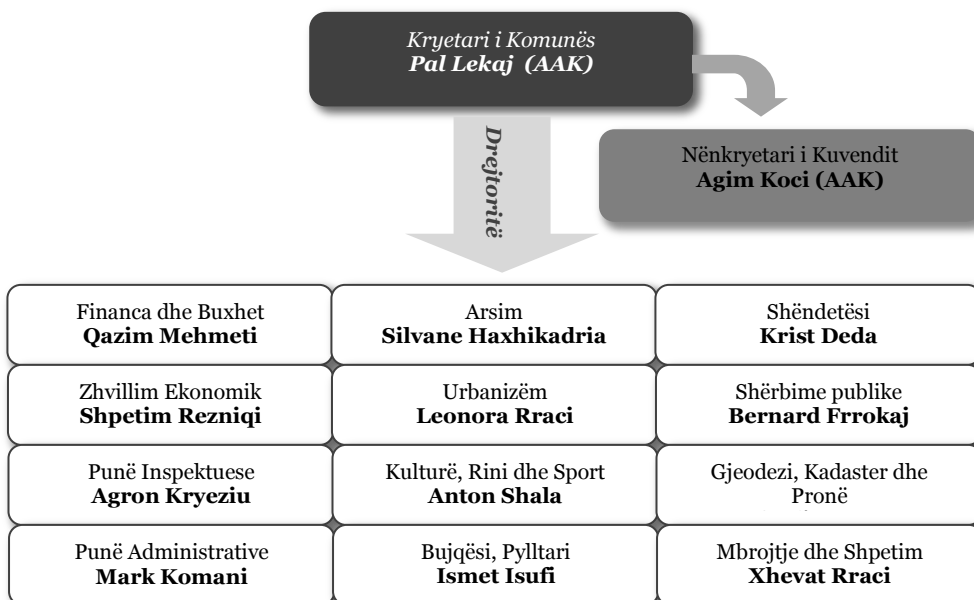 Kryetari i Komunës
Pal Lekaj (AAK)
Drejtoritë
Nënkryetari i Kuvendit
Agim Koci (AAK)
Financa dhe Buxhet
Qazim Mehmeti
Arsim
Silvane Haxhikadria
Shëndetësi
Krist Deda
Zhvillim Ekonomik
Shpetim Rezniqi
Urbanizëm
Leonora Rraci
Shërbime publike
Bernard Frrokaj
Punë Inspektuese
Agron Kryeziu
Kulturë, Rini dhe Sport
Anton Shala
Gjeodezi, Kadaster dhe
Pronë
Punë Administrative
Mark Komani
Bujqësi, Pylltari
Ismet Isufi
Mbrojtje dhe Shpetim
Xhevat Rraci